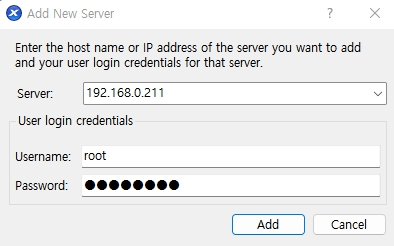 Add New Server
Enter the host name or IP address of the server you want to add
and your user login credentials for that server.
Server: 192.168.0.211
User login credentials
Username: root
Password: ●●●●●●●●
Add Cancel